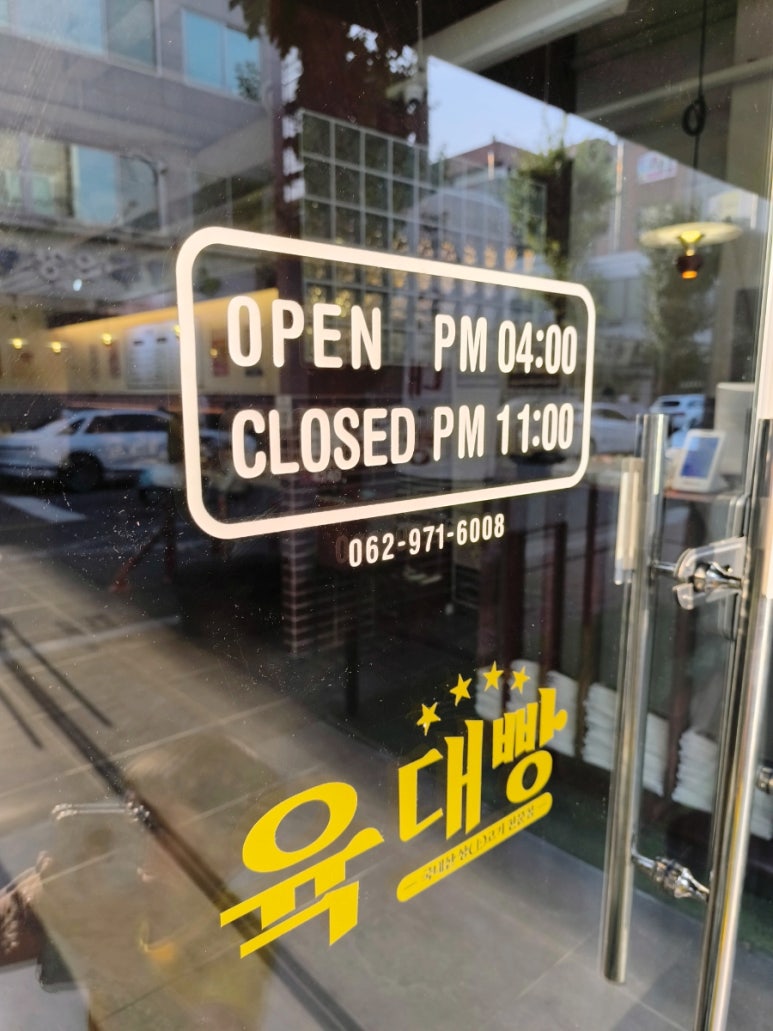 OPEN PM 04:00
CLOSED PM 11:00
062-971-6008
육대빵